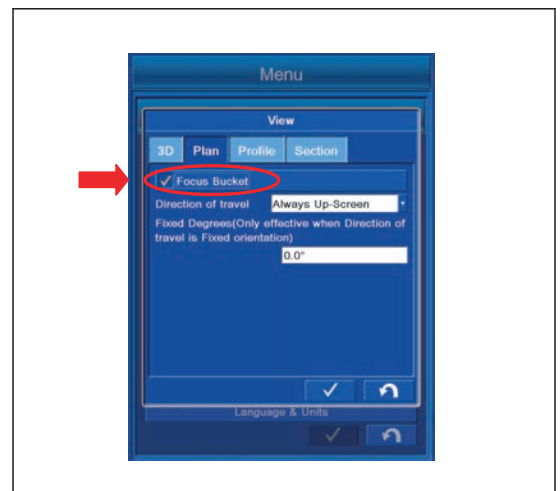 Menu
View
3D Plan Profile Section
Focus Bucket
Direction of travel Always Up-Screen
Fixed Degrees(Only effective when Direction of
travel is Fixed orientation)
0.0°
Language & Units